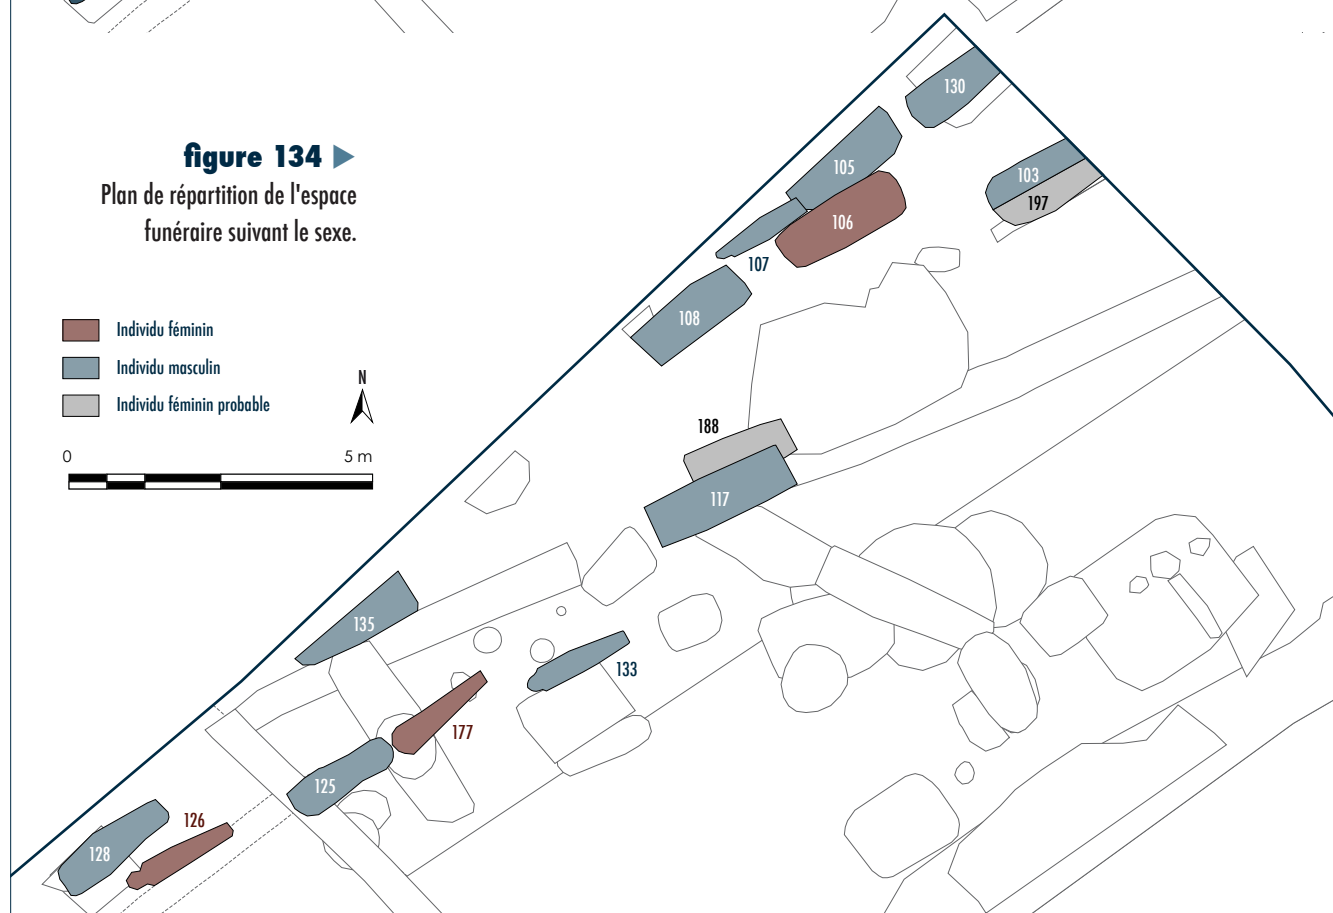 figure 134 ▶
Plan de répartition de l'espace
funéraire suivant le sexe.
Individu féminin
Individu masculin
Individu féminin probable
N
0 5 m
130
105
103
197
106
107
108
188
117
135
133
177
125
126
128